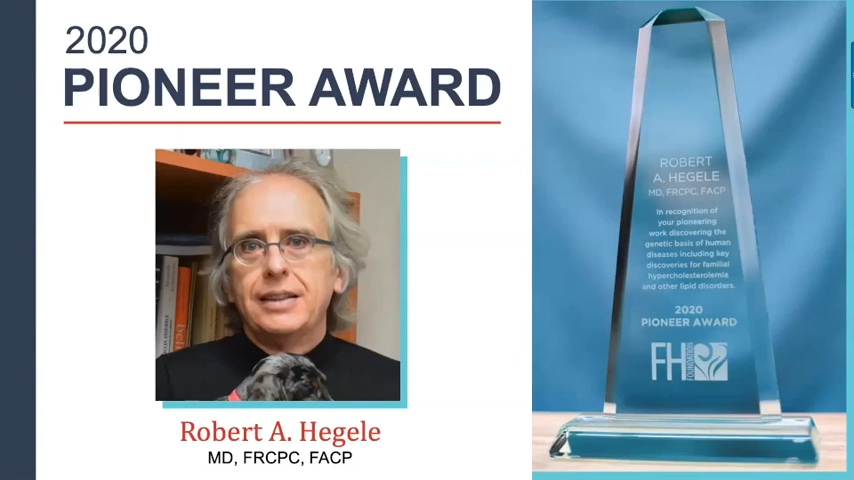 2020
PIONEER AWARD
Robert A. Hegele
MD, FRCPC, FACP
ROBERT
A. HEGELE
MD, FRCPC, FACP
In recognition of
your pioneering
work discovering the
genetic basis of human
diseases including key
discoveries for familial
hypercholesterolemia
and other lipid disorders.
2020
PIONEER AWARD
FH
FOUNDATION